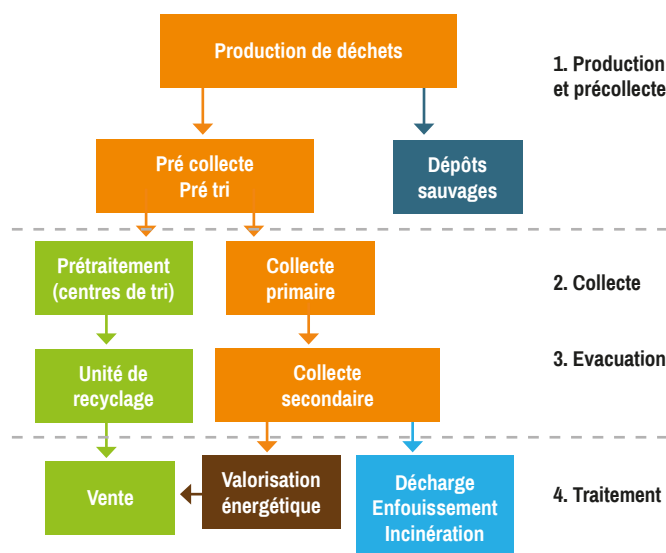 Production de déchets
1. Production
et précollecte
Pré collecte
Pré tri
Dépôts
sauvages
Prétraitement
(centres de tri)
Collecte
primaire
2. Collecte
Unité de
recyclage
Collecte
secondaire
3. Evacuation
Vente
Valorisation
énergétique
Décharge
Enfouissement
Incinération
4. Traitement